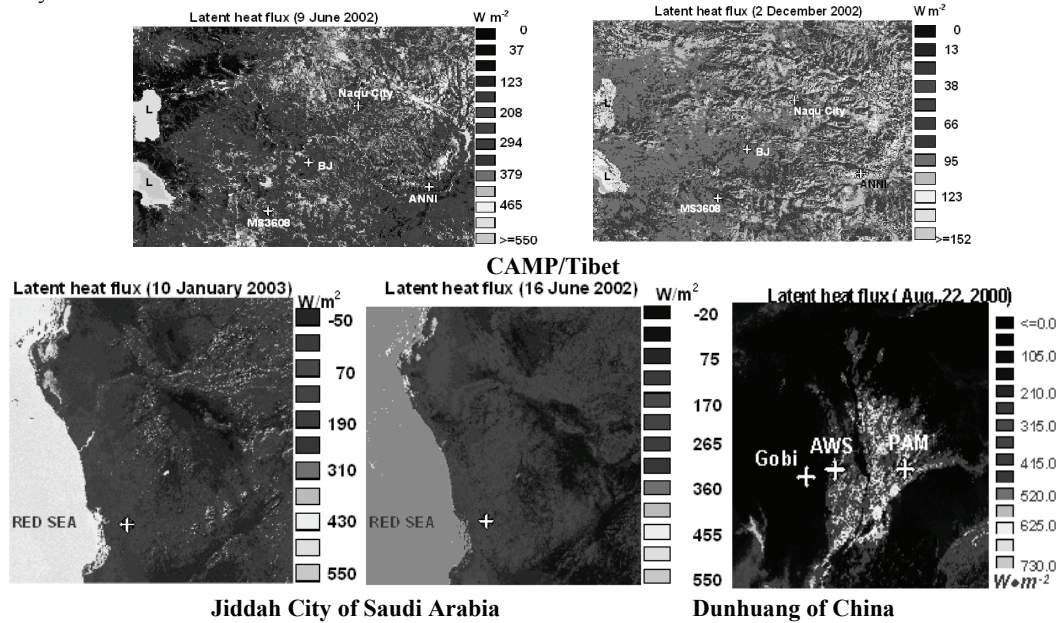 Latent heat flux (9 June 2002)
W m-2
0
37
123
208
294
379
465
>=550
L
L
Naqu City
BJ
ANNI
MS3608
Latent heat flux (2 December 2002)
W m-2
0
13
38
66
95
123
>=152
L
L
Naqu City
BJ
ANNI
MS3608
CAMP/Tibet
Latent heat flux (10 January 2003)
W/m2
-50
70
190
310
430
550
RED SEA
Latent heat flux (16 June 2002)
W/m2
-20
75
170
265
360
455
550
RED SEA
Latent heat flux ( Aug.,22, 2000)
<=0.0
105.0
210.0
315.0
415.0
520.0
625.0
730.0
W•m-2
Gobi
AWS
PAM
Jiddah City of Saudi Arabia
Dunhuang of China